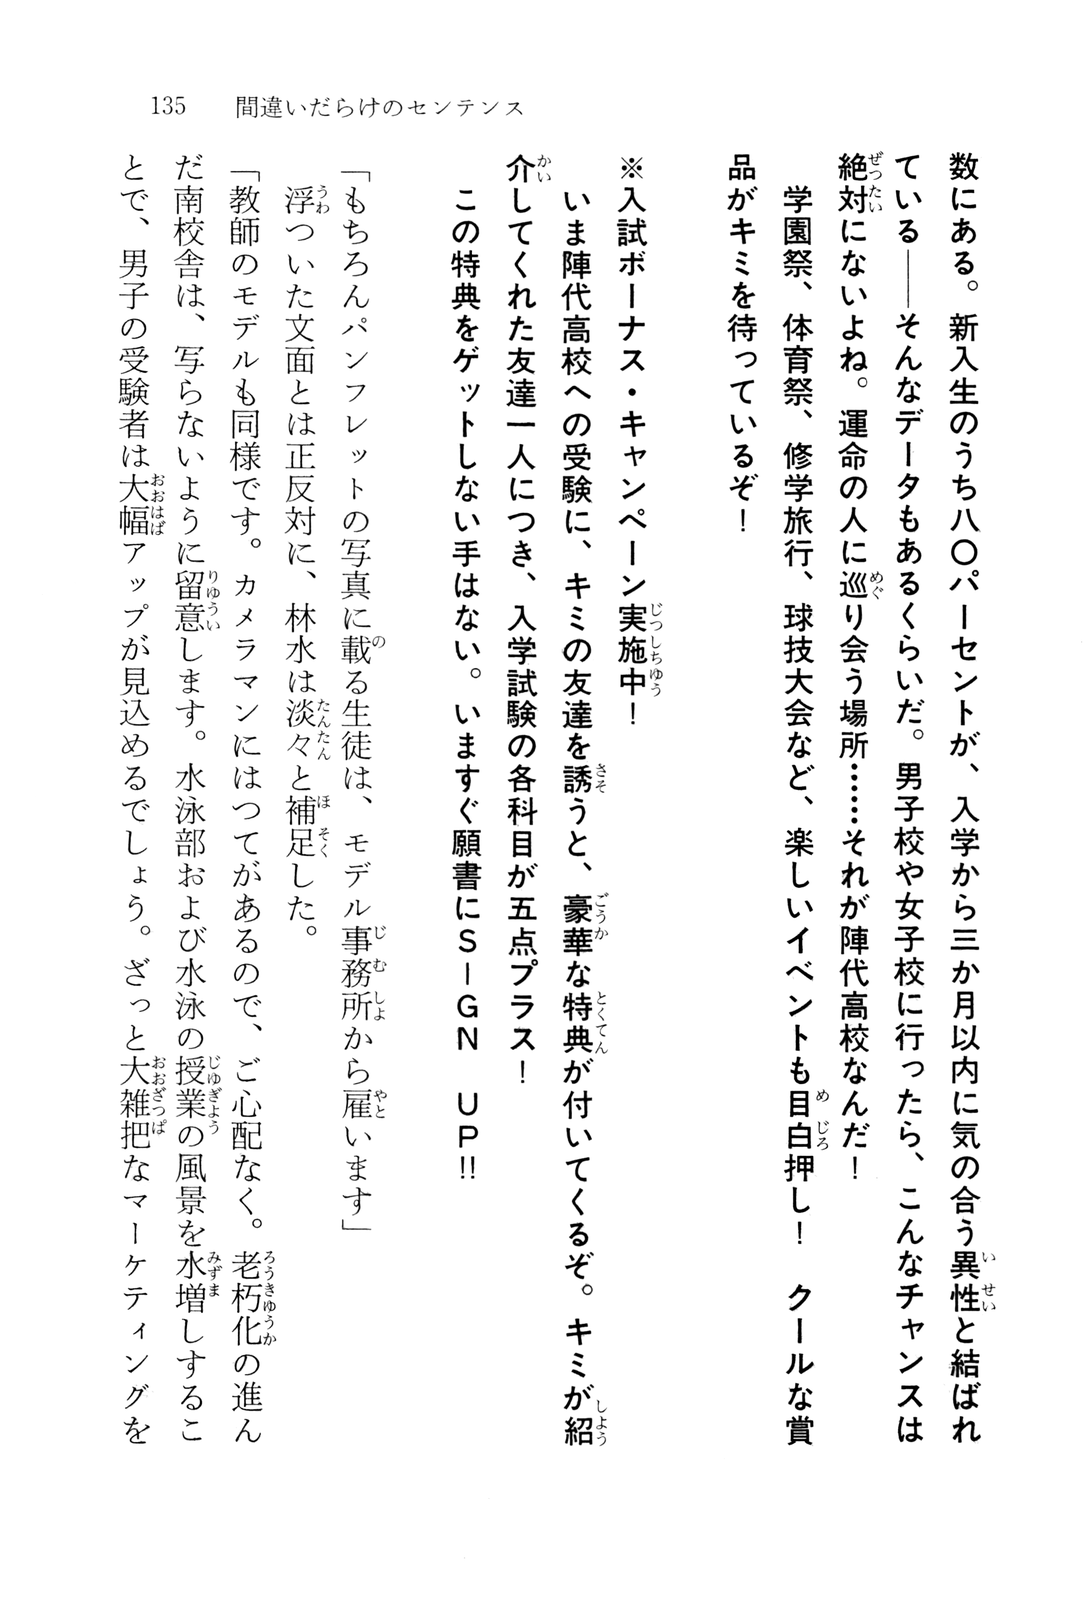 135　間違いだらけのセンテンス
数にある。新入生のうち八〇パーセントが、入学から三か月以内に気の合う異性と結ばれ
ている――そんなデータもあるくらいだ。男子校や女子校に行ったら、こんなチャンスは
絶対にないよね。運命の人に巡り会う場所……それが陣代高校なんだ！
　学園祭、体育祭、修学旅行、球技大会など、楽しいイベントも目白押し！　クールな賞
品がキミを待っているぞ！
※入試ボーナス・キャンペーン実施中！
　いま陣代高校への受験に、キミの友達を誘うと、豪華な特典が付いてくるぞ。キミが紹
介してくれた友達一人につき、入学試験の各科目が五点プラス！
　この特典をゲットしない手はない。いますぐ願書にＳＩＧＮ　ＵＰ!!
「もちろんパンフレットの写真に載る生徒は、モデル事務所から雇います」
　浮ついた文面とは正反対に、林水は淡々と補足した。
「教師のモデルも同様です。カメラマンにはつてがあるので、ご心配なく。老朽化の進ん
だ南校舎は、写らないように留意します。水泳部および水泳の授業の風景を水増しするこ
とで、男子の受験者は大幅アップが見込めるでしょう。ざっと大雑把なマーケティングを